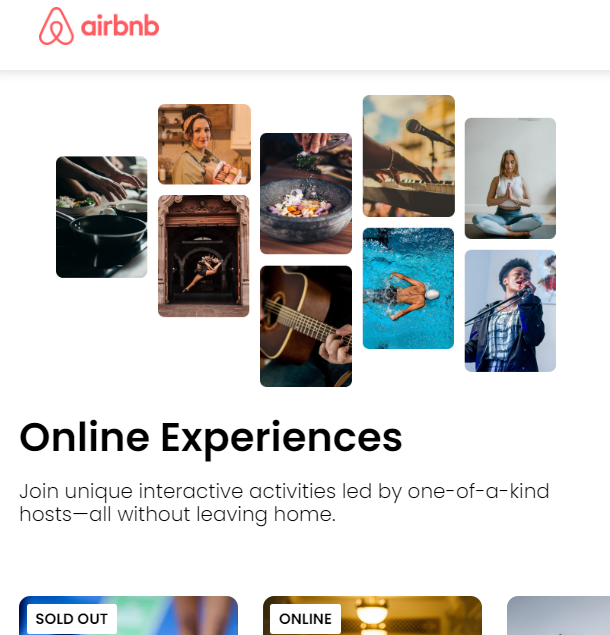 airbnb
Online Experiences
Join unique interactive activities led by one-of-a-kind
hosts—all without leaving home.
SOLD OUT
ONLINE